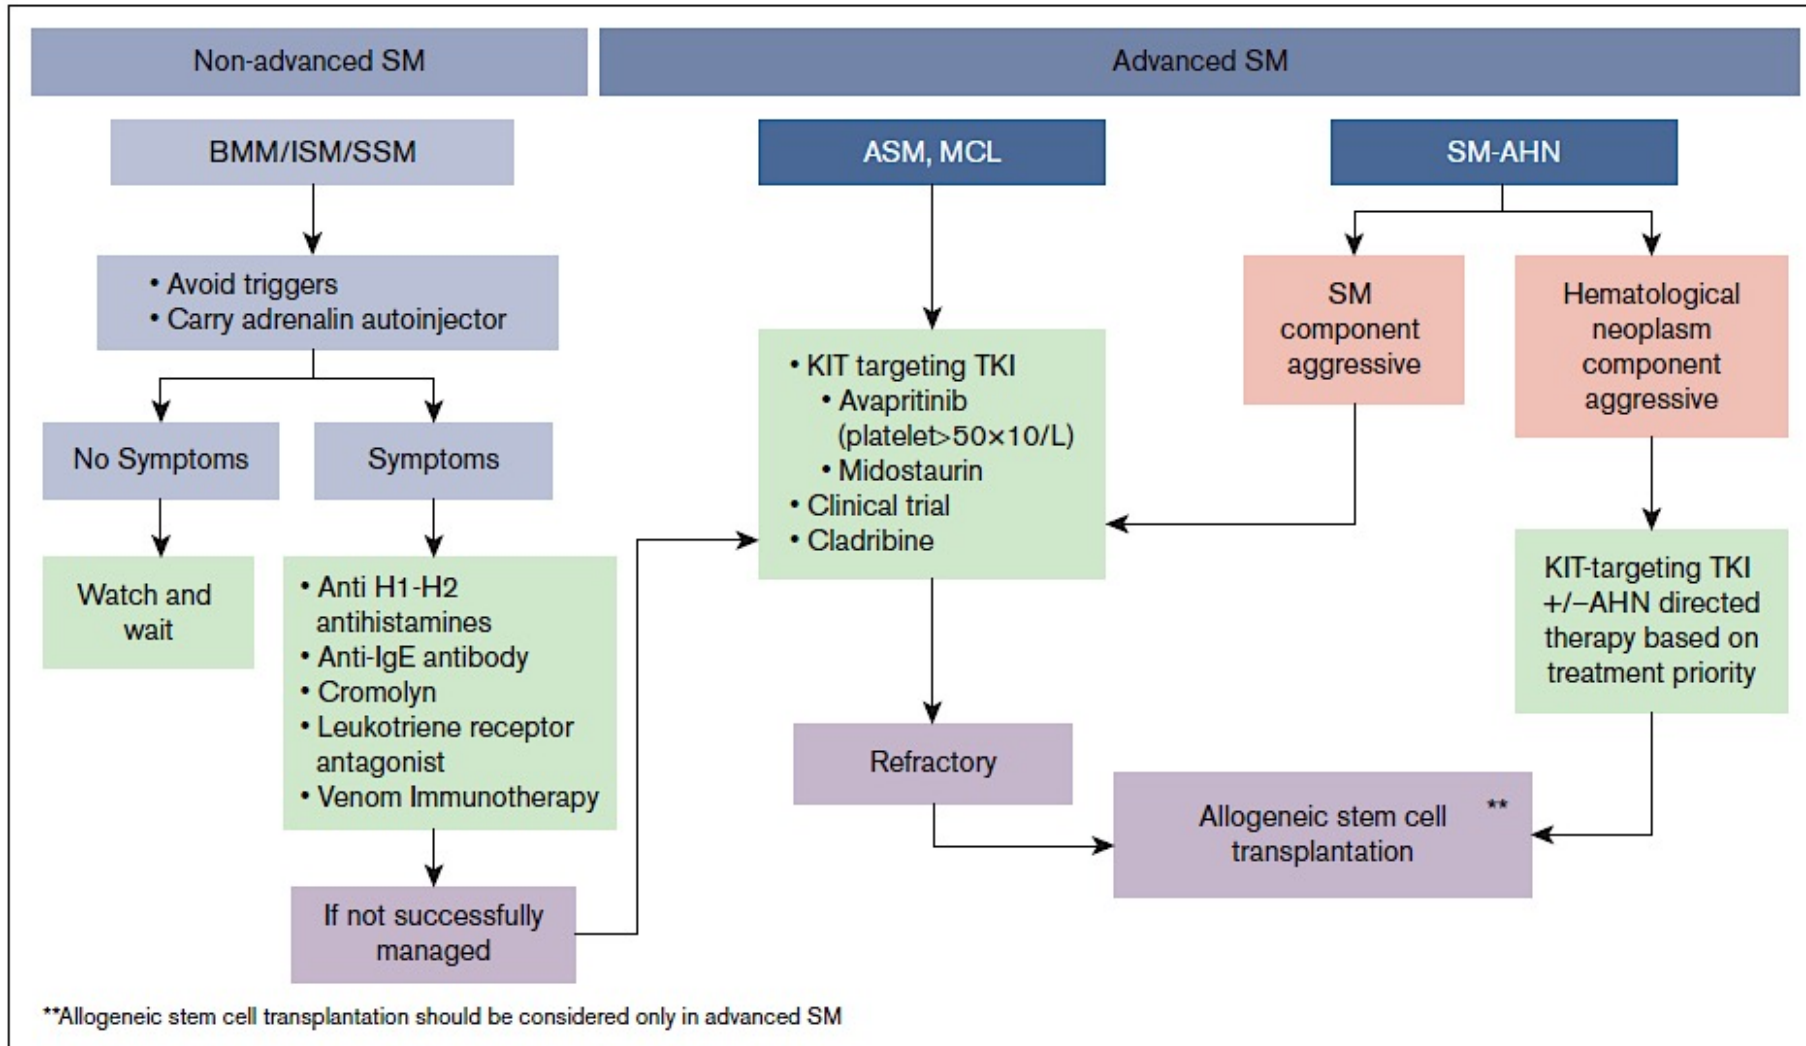 Non-advanced SM
Advanced SM
BMM/ISM/SSM
ASM, MCL
SM-AHN
• Avoid triggers
• Carry adrenalin autoinjector
No Symptoms
Symptoms
Watch and
wait
• Anti H1-H2
antihistamines
• Anti-IgE antibody
• Cromolyn
• Leukotriene receptor
antagonist
• Venom Immunotherapy
If not successfully
managed
• KIT targeting TKI
• Avapritinib
(platelet>50×10/L)
• Midostaurin
• Clinical trial
• Cladribine
Refractory
SM
component
aggressive
Hematological
neoplasm
component
aggressive
KIT-targeting TKI
+/−AHN directed
therapy based on
treatment priority
Allogeneic stem cell **
transplantation
**Allogeneic stem cell transplantation should be considered only in advanced SM